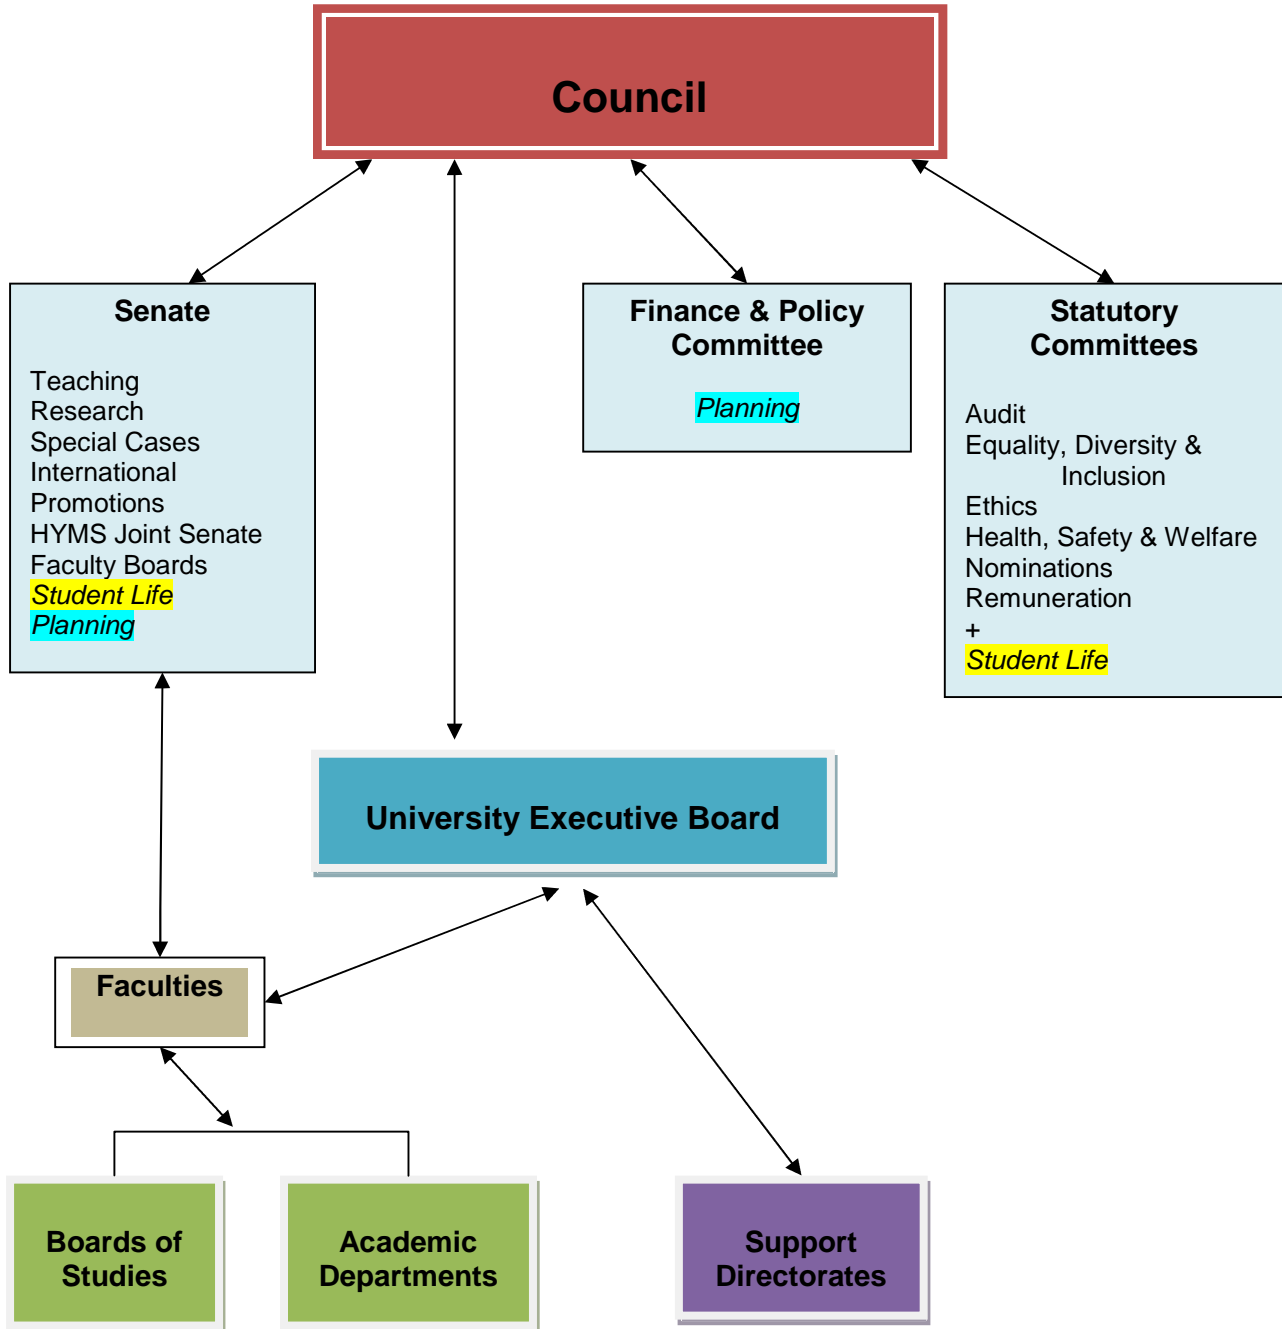 Council
Senate
Teaching
Research
Special Cases
International
Promotions
HYMS Joint Senate
Faculty Boards
Student Life
Planning
Finance & Policy
Committee
Planning
Statutory
Committees
Audit
Equality, Diversity &
Inclusion
Ethics
Health, Safety & Welfare
Nominations
Remuneration
+
Student Life
University Executive Board
Faculties
Boards of
Studies
Academic
Departments
Support
Directorates